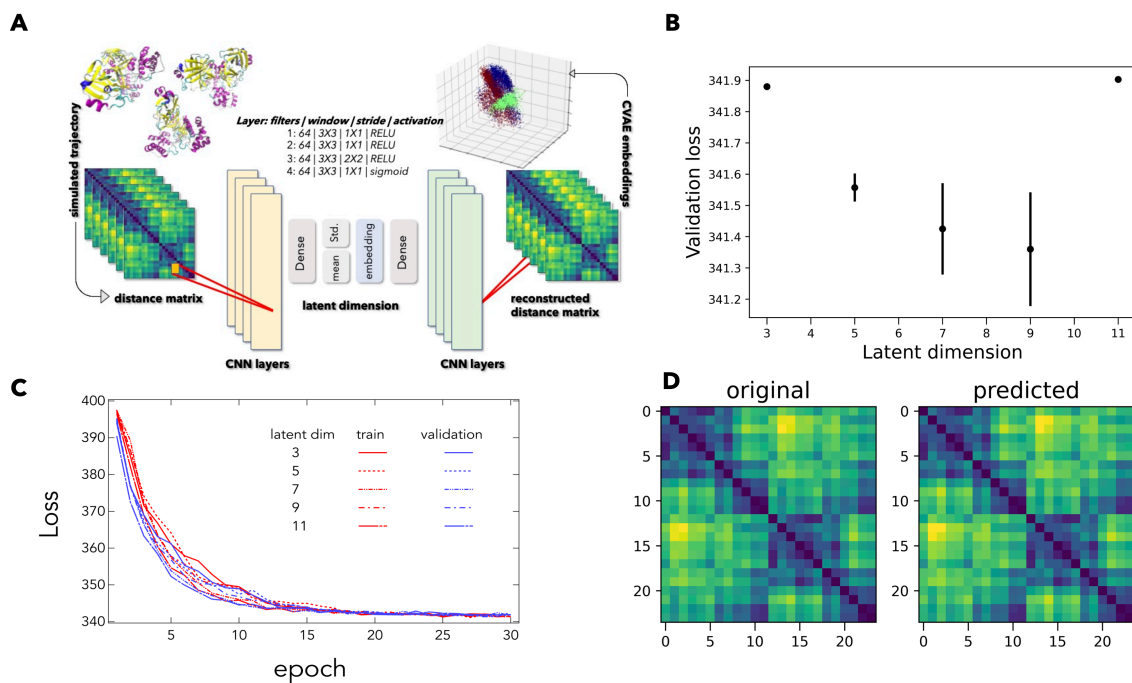 A
simulated trajectory
Layer: filters | window | stride | activation
1: 64 | 3X3 | 1X1 | RELU
2: 64 | 3X3 | 1X1 | RELU
3: 64 | 3X3 | 2X2 | RELU
4: 64 | 3X3 | 1X1 | sigmoid
CVAE embeddings
Dense
Std.
mean
embedding
Dense
distance matrix
latent dimension
reconstructed
distance matrix
CNN layers
CNN layers
B
Validation loss
341.9
341.8
341.6
341.5
341.4
341.3
341.2
3 4 5 6 7 8 9 10 11
Latent dimension
C
Loss
400
390
380
370
360
350
340
latent dim train validation
3
5
7
9
11
5 10 15 20 25 30
epoch
D
original predicted
0
5
10
15
20
0 5 10 15 20
0
5
10
15
20
0 5 10 15 20